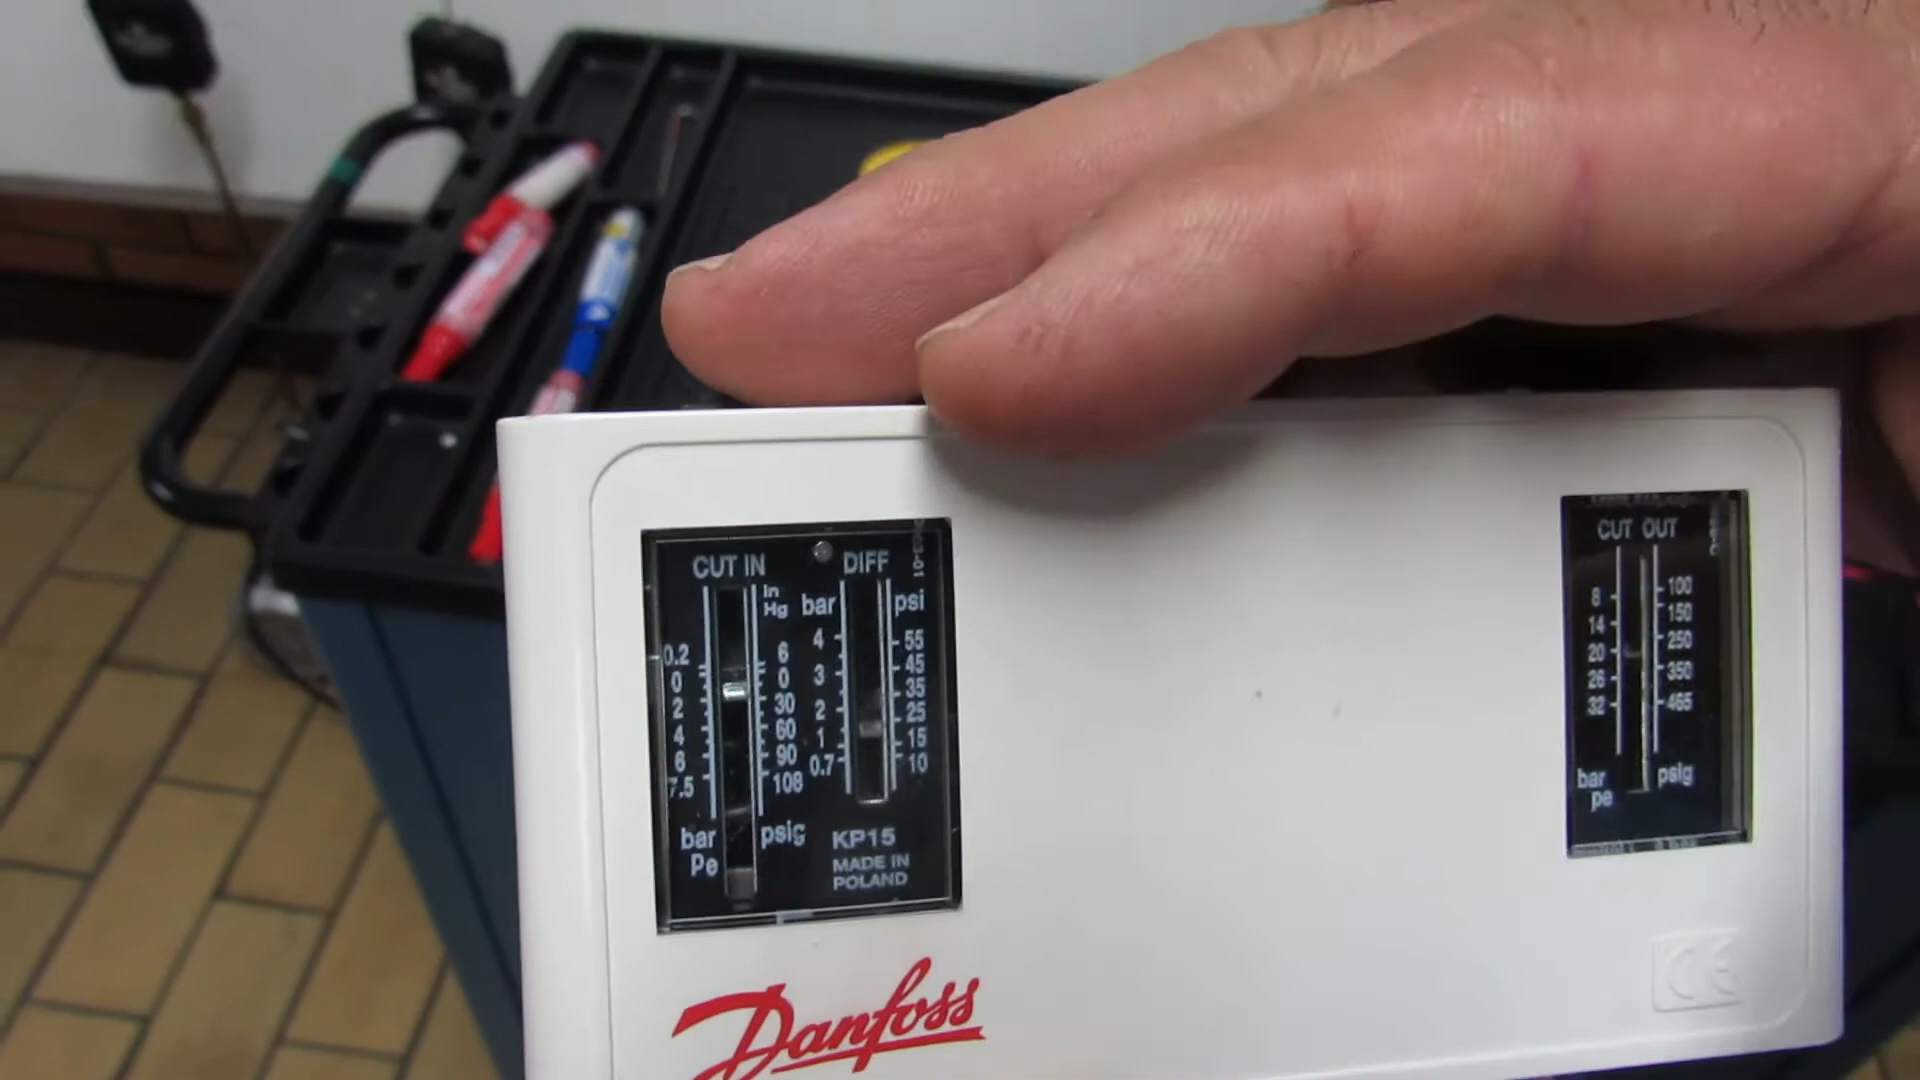 CUT IN
DIFF
In
Hg
bar
psi
0.2
0
2
4
6
7.5
6
0
30
60
90
108
4
3
2
1
0.7
55
45
35
25
15
10
bar
Pe
psig
KP15
MADE IN
POLAND
CUT OUT
8
14
20
26
32
100
150
250
350
465
bar
pe
psig
Danfoss
CE